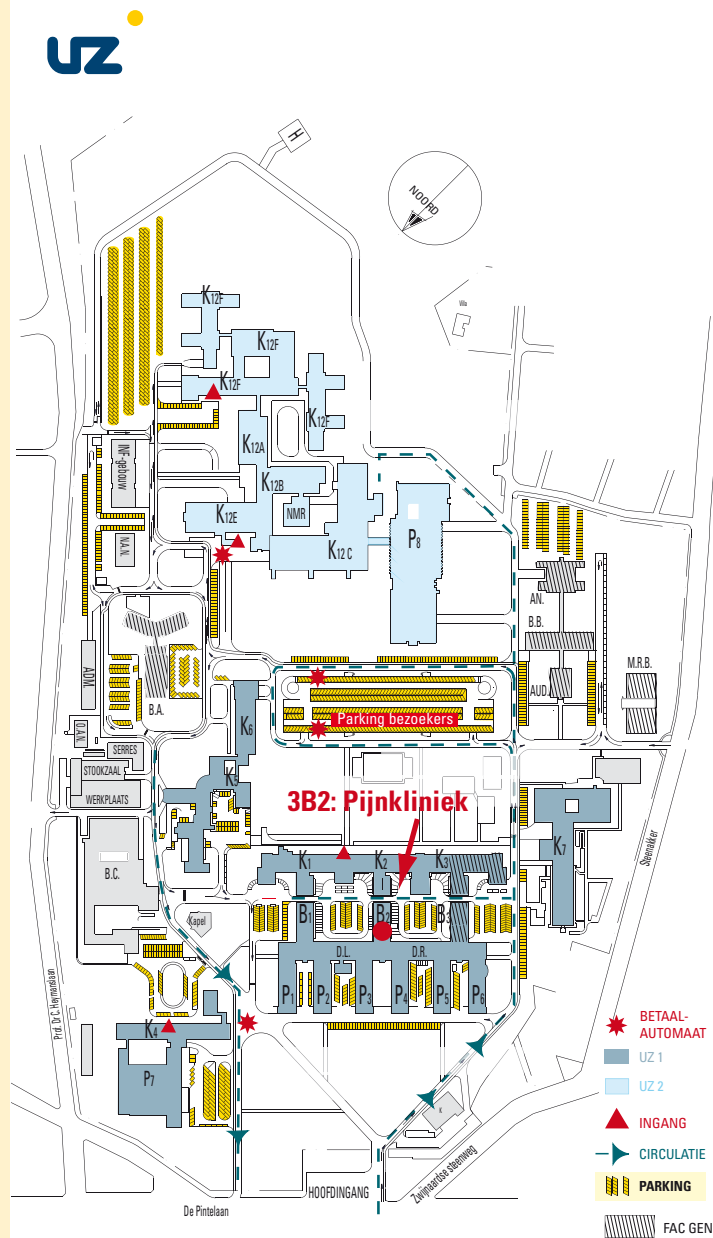 UZ
H
NOORD
Villa
K12F
K12F
K12F
K12F
K12A
INF-gebouw
K12B
K12E
NMR
N.A.N.
K12 C
P8
AN.
B.B.
ADM.
M.R.B.
AUD.
B.A.
K6
Parking bezoekers
O.A.N.
SERRES
STOOKZAAL
K5
WERKPLAATS
3B2: Pijnkliniek
K7
Steenakker
K1
K2
K3
B.C.
Kapel
B1
B2
B3
D.L.
D.R.
P1
P2
P3
P4
P5
P6
Prof. Dr C. Heymanslaan
K4
P7
K
BETAAL-
AUTOMAAT
UZ 1
UZ 2
INGANG
CIRCULATIE
PARKING
FAC GEN
Zwijnaardse steenweg
HOOFDINGANG
De Pintelaan